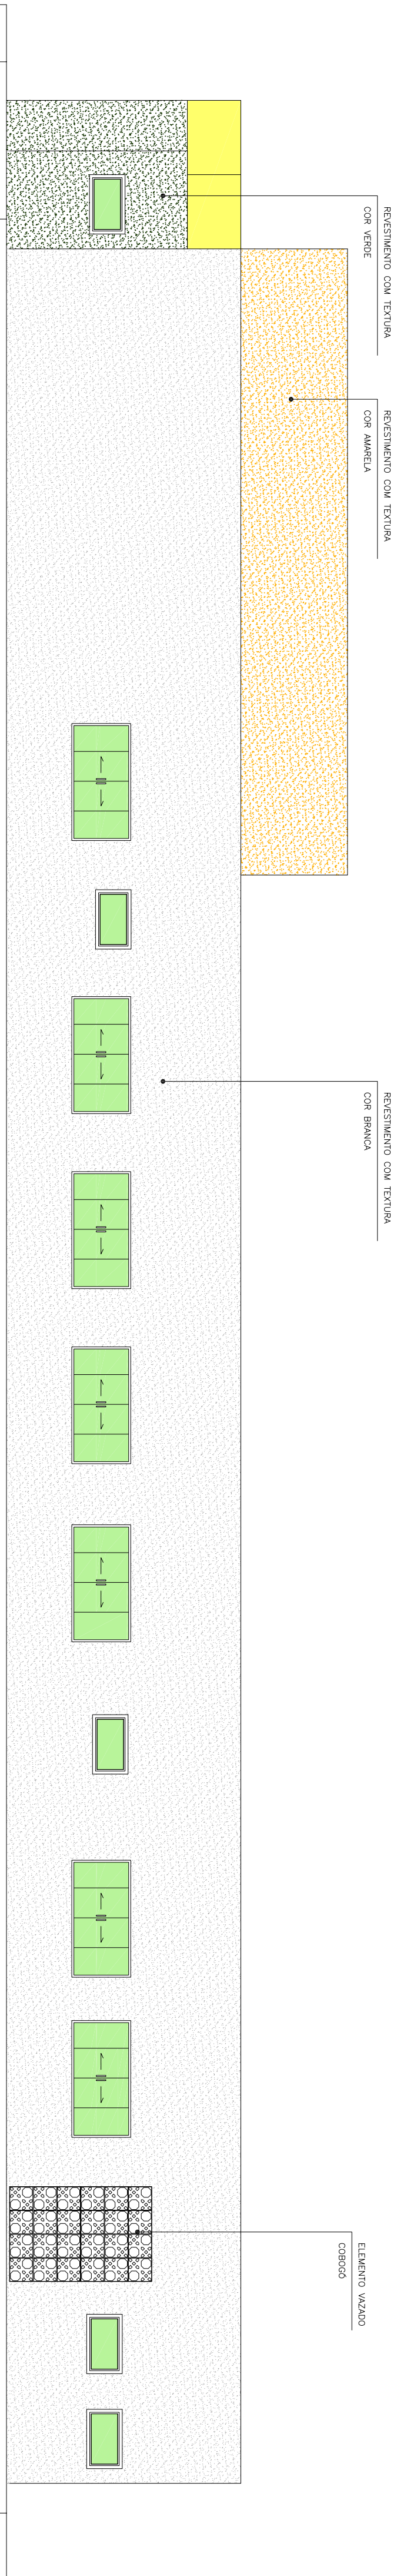 REVESTIMENTO COM TEXTURA
COR VERDE
REVESTIMENTO COM TEXTURA
COR AMARELA
REVESTIMENTO COM TEXTURA
COR BRANCA
ELEMENTO VAZADO
COBOGÓ